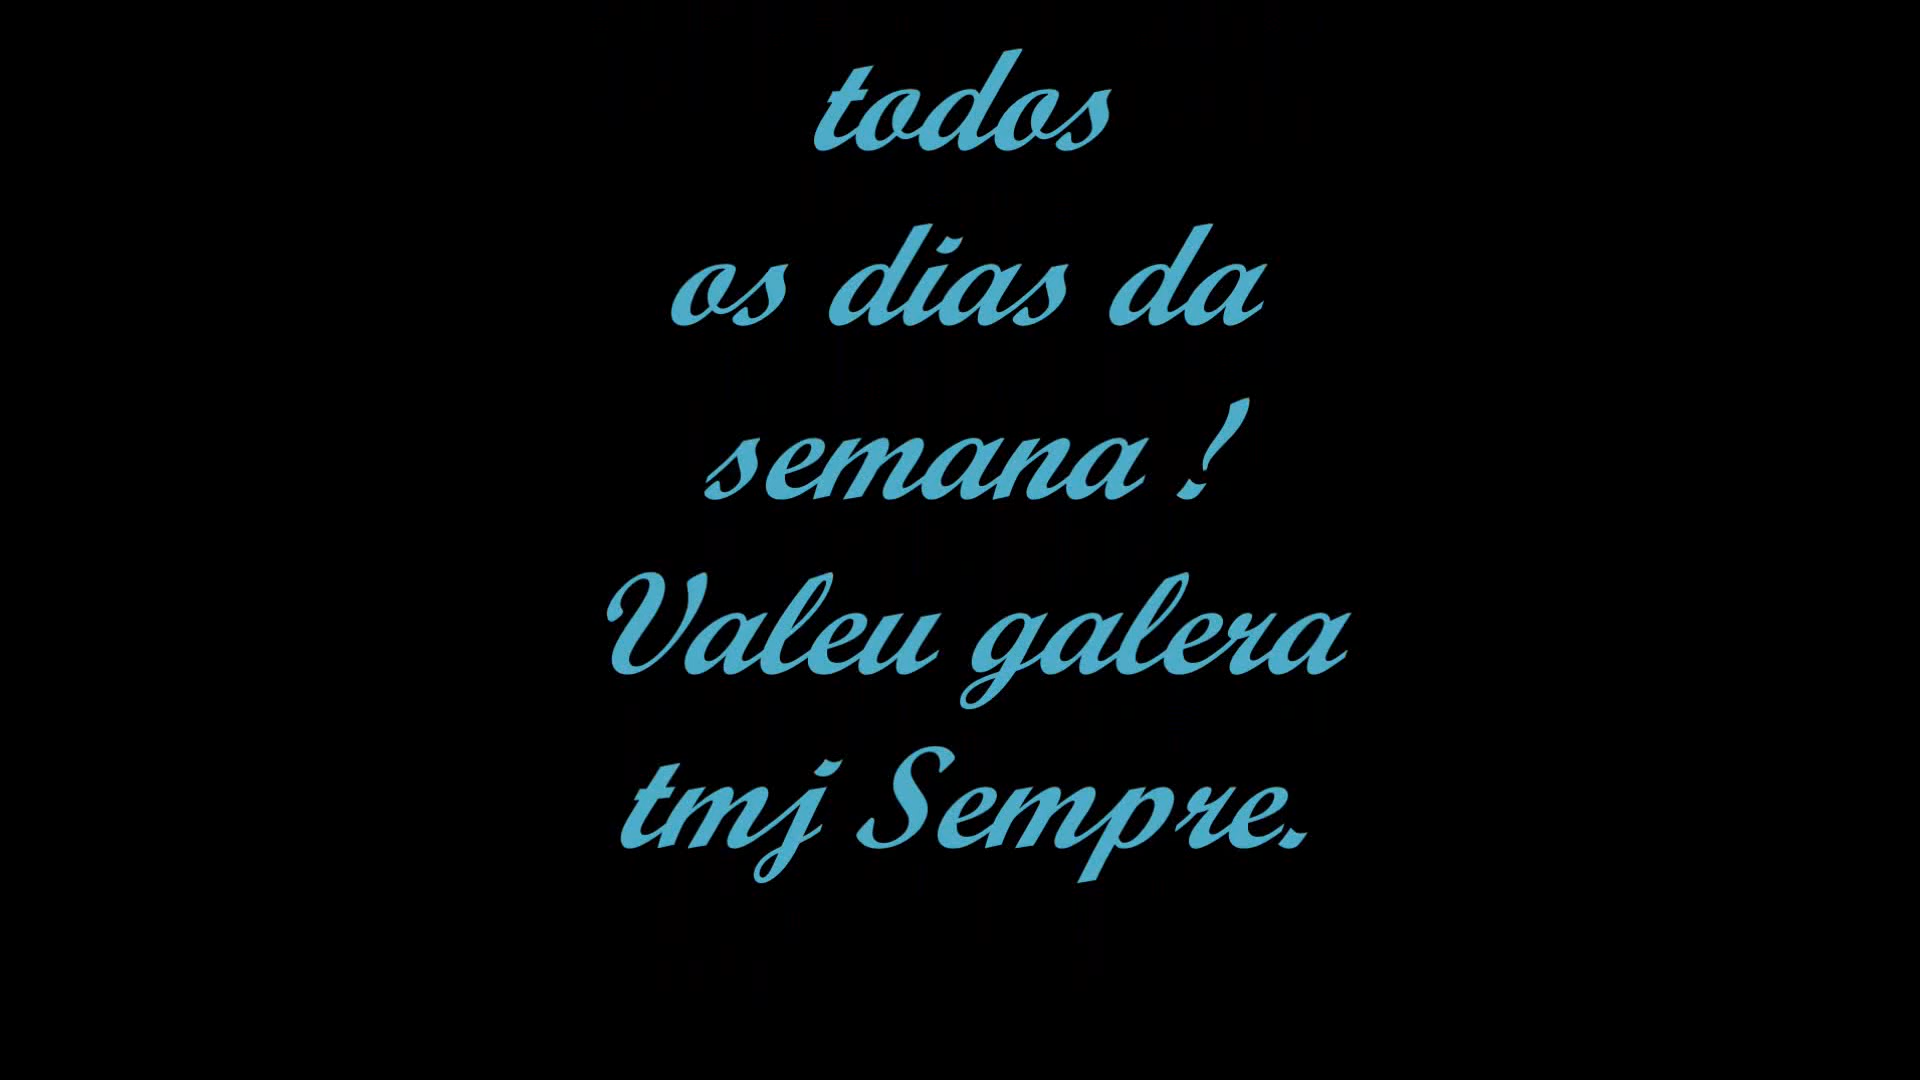 todos
os dias da
semana !
Valeu galera
tmj Sempre.